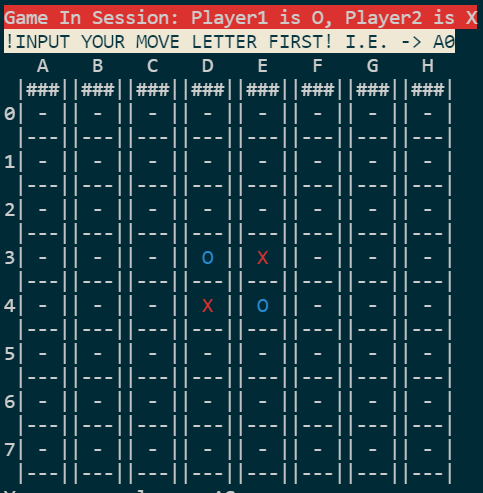 Game In Session: Player1 is O, Player2 is X
!INPUT YOUR MOVE LETTER FIRST! I.E. -> A0
  A    B    C    D    E    F    G    H
 |###||###||###||###||###||###||###||###|
0| - || - || - || - || - || - || - || - |
 |---||---||---||---||---||---||---||---|
1| - || - || - || - || - || - || - || - |
 |---||---||---||---||---||---||---||---|
2| - || - || - || - || - || - || - || - |
 |---||---||---||---||---||---||---||---|
3| - || - || - || O || X || - || - || - |
 |---||---||---||---||---||---||---||---|
4| - || - || - || X || O || - || - || - |
 |---||---||---||---||---||---||---||---|
5| - || - || - || - || - || - || - || - |
 |---||---||---||---||---||---||---||---|
6| - || - || - || - || - || - || - || - |
 |---||---||---||---||---||---||---||---|
7| - || - || - || - || - || - || - || - |
 |---||---||---||---||---||---||---||---|